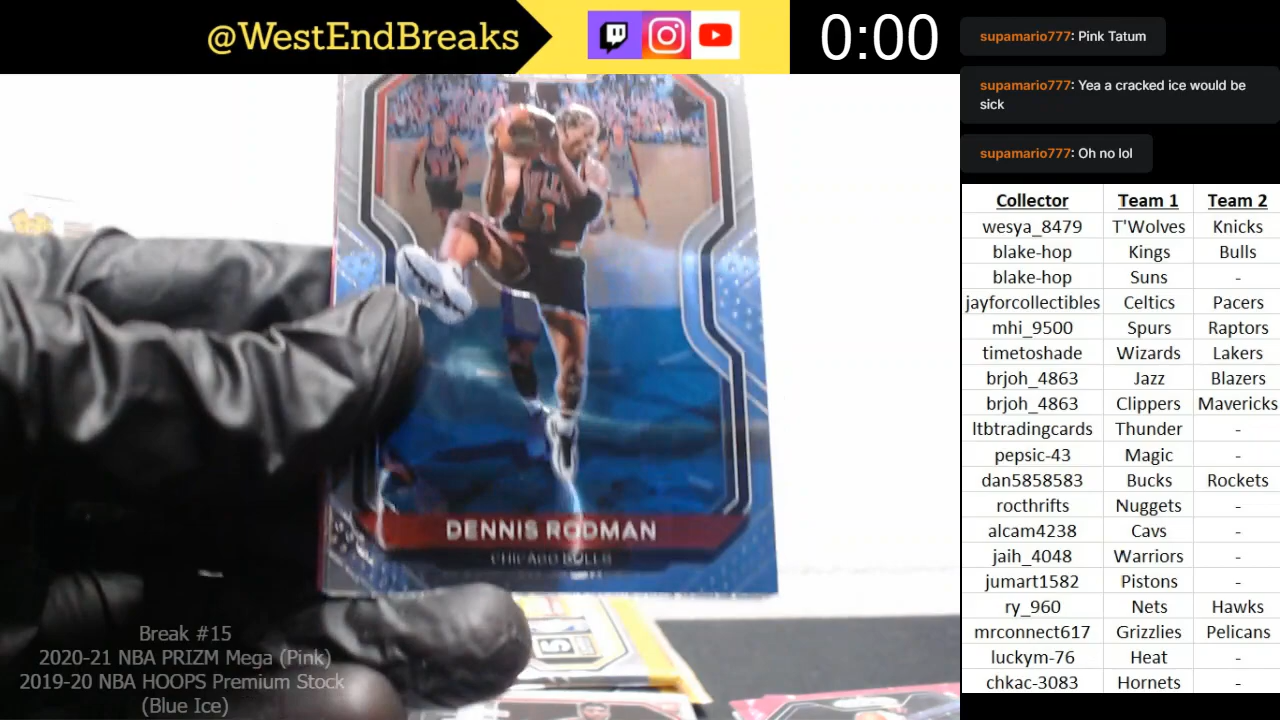 @WestEndBreaks
0:00
supamario777: Pink Tatum
supamario777: Yea a cracked ice would be
sick
supamario777: Oh no lol
Collector Team 1 Team 2
wesya_8479 T'Wolves Knicks
blake-hop Kings Bulls
blake-hop Suns -
jayforcollectibles Celtics Pacers
mhi_9500 Spurs Raptors
timetoshade Wizards Lakers
brjoh_4863 Jazz Blazers
brjoh_4863 Clippers Mavericks
ltbtradingcards Thunder -
pepsic-43 Magic -
dan5858583 Bucks Rockets
rocthrifts Nuggets -
alcam4238 Cavs -
jaih_4048 Warriors -
jumart1582 Pistons -
ry_960 Nets Hawks
mrconnect617 Grizzlies Pelicans
luckym-76 Heat -
chkac-3083 Hornets -
DENNIS RODMAN
CHICAGO BULLS
Break #15
2020-21 NBA PRIZM Mega (Pink)
2019-20 NBA HOOPS Premium Stock
(Blue Ice)